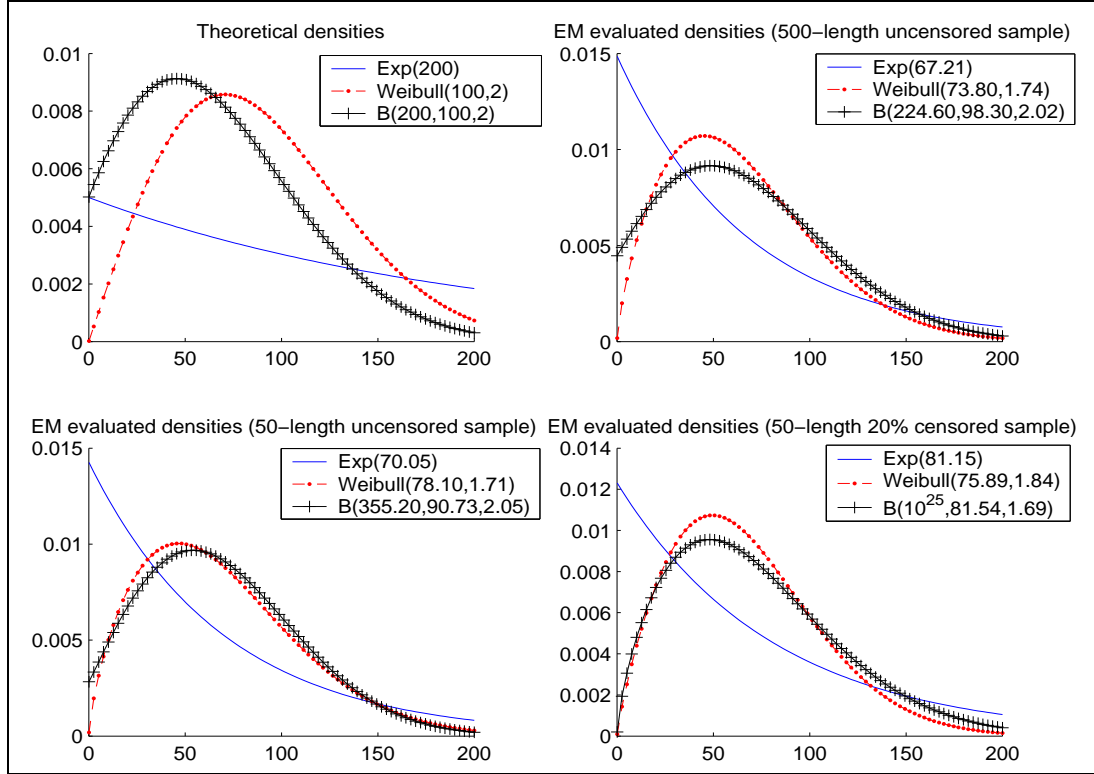 Theoretical densities
0.01
0.008
0.006
0.004
0.002
0
0 50 100 150 200
Exp(200)
Weibull(100,2)
B(200,100,2)
EM evaluated densities (500−length uncensored sample)
0.015
0.01
0.005
0
0 50 100 150 200
Exp(67.21)
Weibull(73.80,1.74)
B(224.60,98.30,2.02)
EM evaluated densities (50−length uncensored sample)
0.015
0.01
0.005
0
0 50 100 150 200
Exp(70.05)
Weibull(78.10,1.71)
B(355.20,90.73,2.05)
EM evaluated densities (50−length 20% censored sample)
0.014
0.012
0.01
0.008
0.006
0.004
0.002
0
0 50 100 150 200
Exp(81.15)
Weibull(75.89,1.84)
B(10²⁵,81.54,1.69)